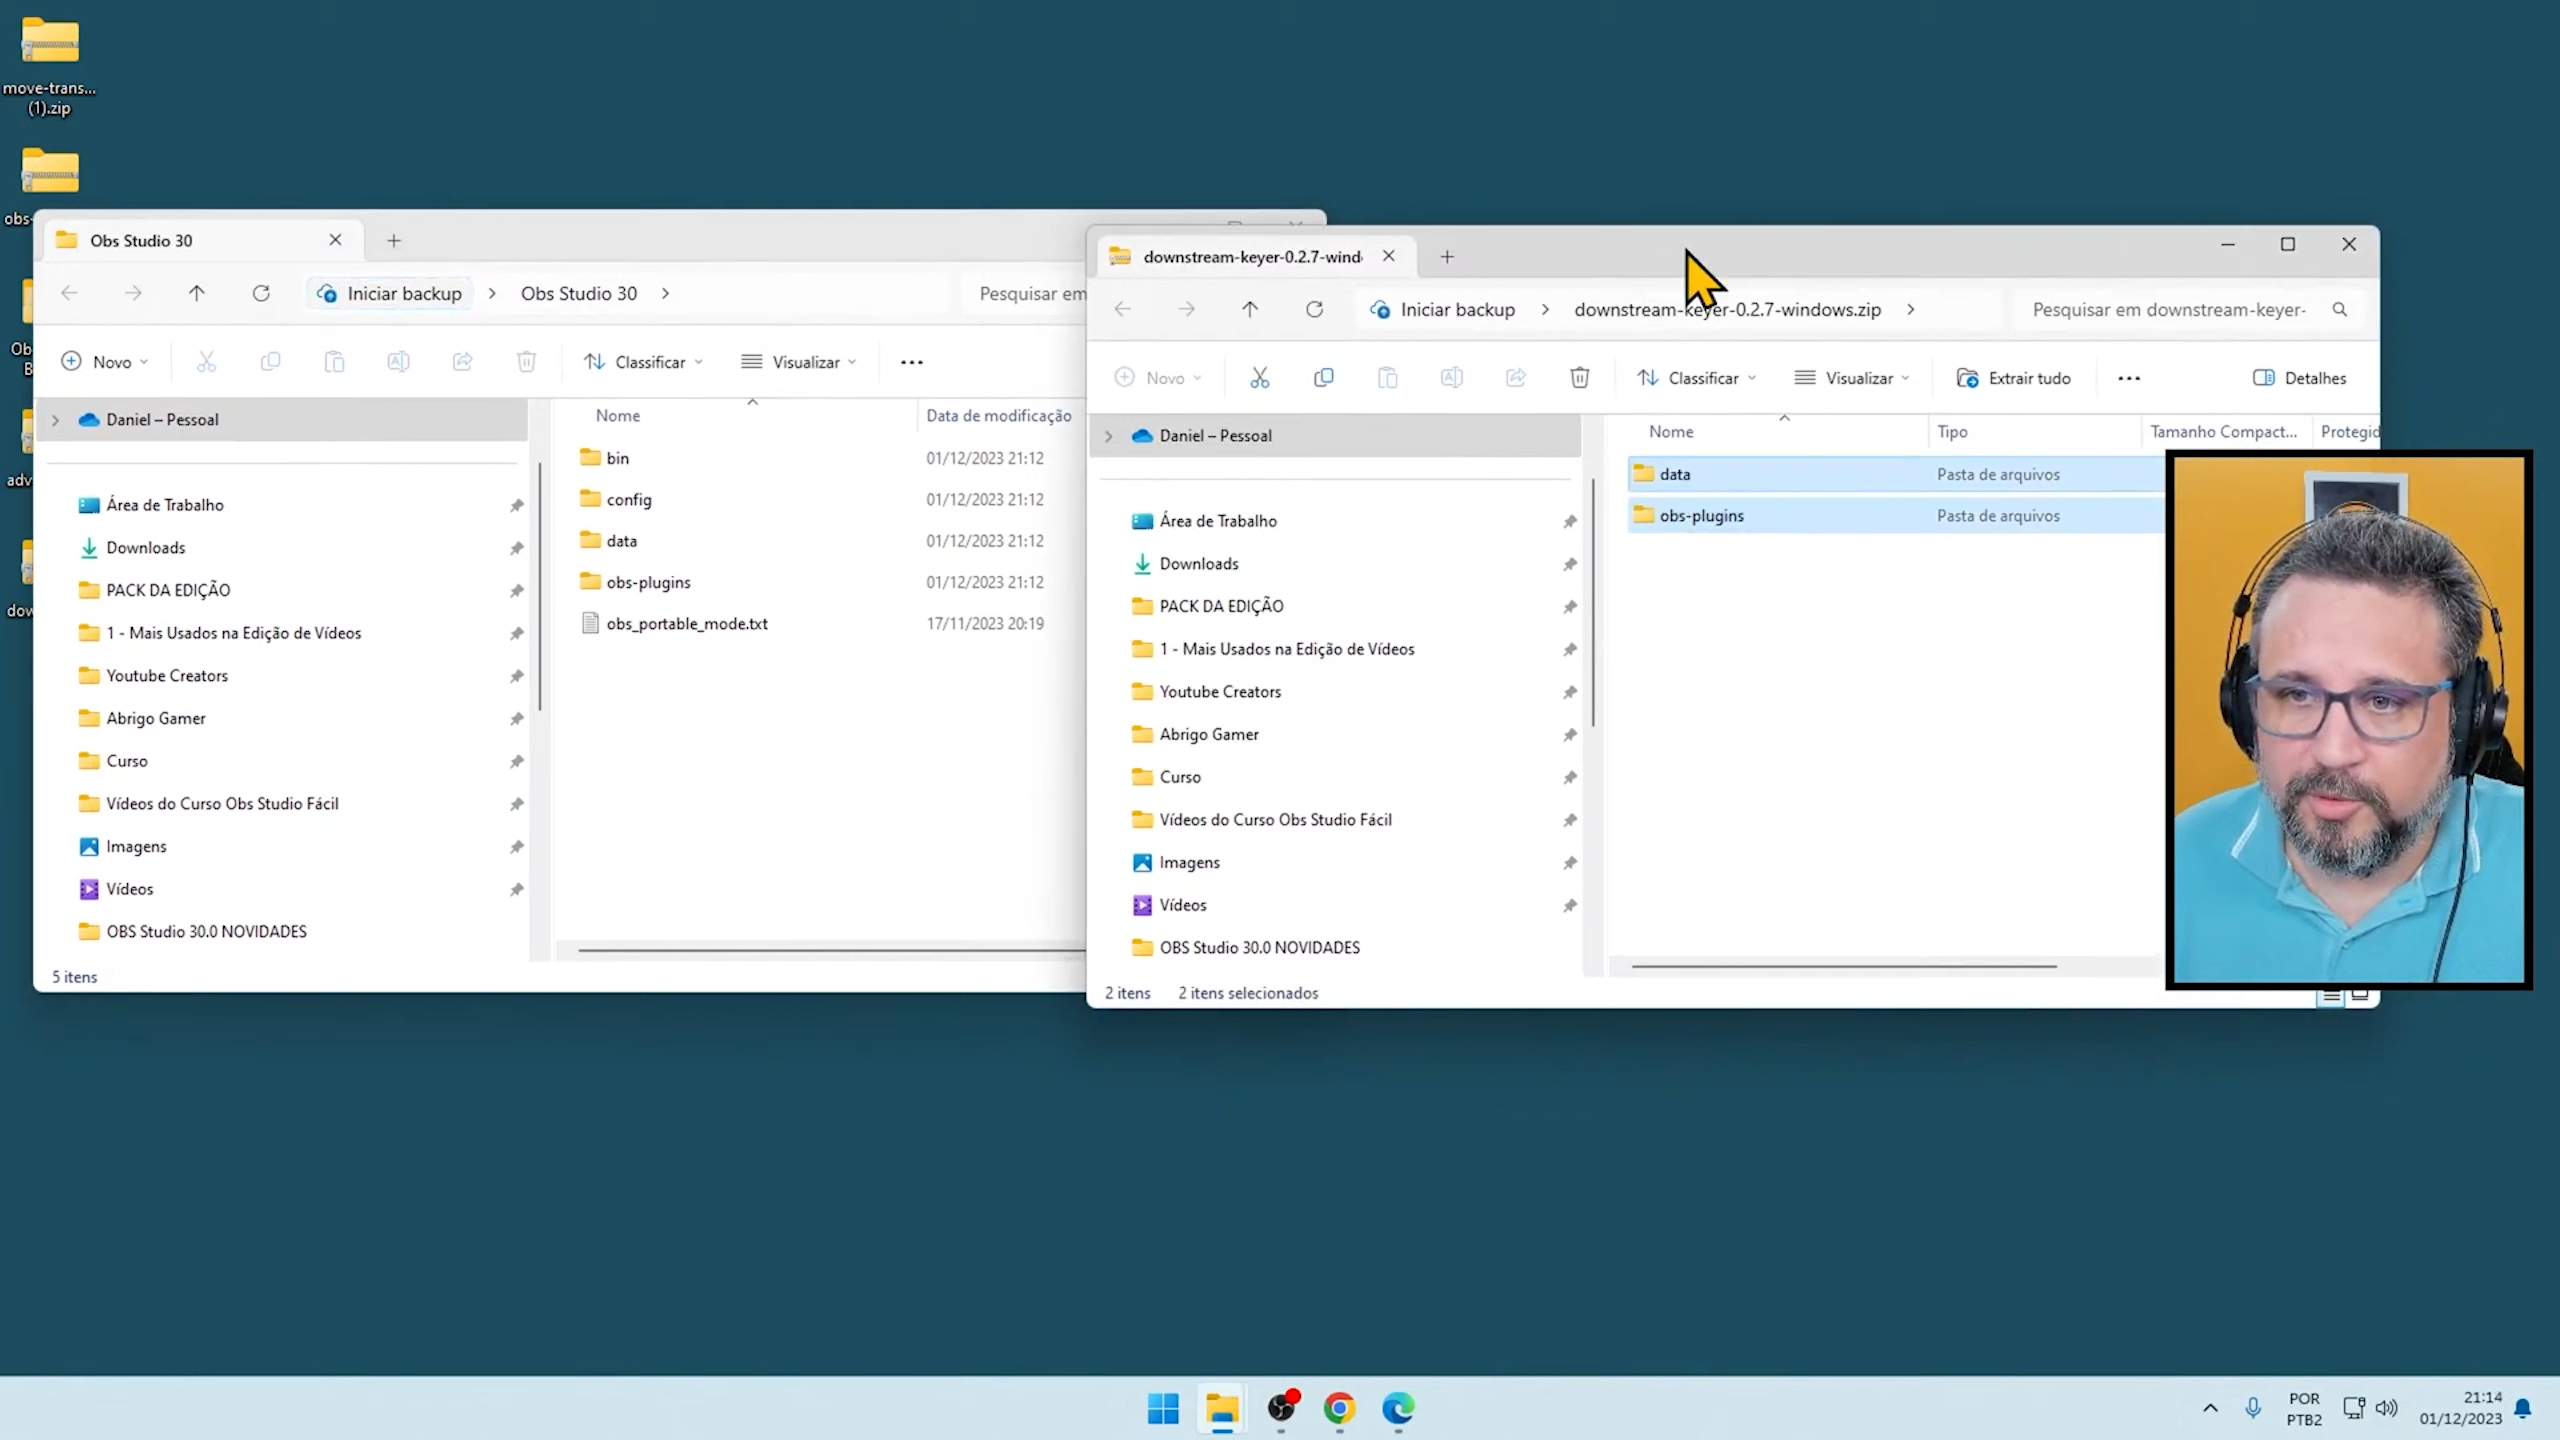 move-trans...
(1).zip
obs-
Ob
B
adv
dov
Obs Studio 30
Iniciar backup
Obs Studio 30
Pesquisar em
Novo
Classificar
Visualizar
Daniel – Pessoal
Área de Trabalho
Downloads
PACK DA EDIÇÃO
1 - Mais Usados na Edição de Vídeos
Youtube Creators
Abrigo Gamer
Curso
Vídeos do Curso Obs Studio Fácil
Imagens
Vídeos
OBS Studio 30.0 NOVIDADES
Nome
Data de modificação
bin
01/12/2023 21:12
config
01/12/2023 21:12
data
01/12/2023 21:12
obs-plugins
01/12/2023 21:12
obs_portable_mode.txt
17/11/2023 20:19
5 itens
downstream-keyer-0.2.7-wind
Iniciar backup
downstream-keyer-0.2.7-windows.zip
Pesquisar em downstream-keyer-
Novo
Classificar
Visualizar
Extrair tudo
Detalhes
Daniel – Pessoal
Área de Trabalho
Downloads
PACK DA EDIÇÃO
1 - Mais Usados na Edição de Vídeos
Youtube Creators
Abrigo Gamer
Curso
Vídeos do Curso Obs Studio Fácil
Imagens
Vídeos
OBS Studio 30.0 NOVIDADES
Nome
Tipo
Tamanho Compact...
Protegid
data
Pasta de arquivos
obs-plugins
Pasta de arquivos
2 itens
2 itens selecionados
POR
PTB2
21:14
01/12/2023